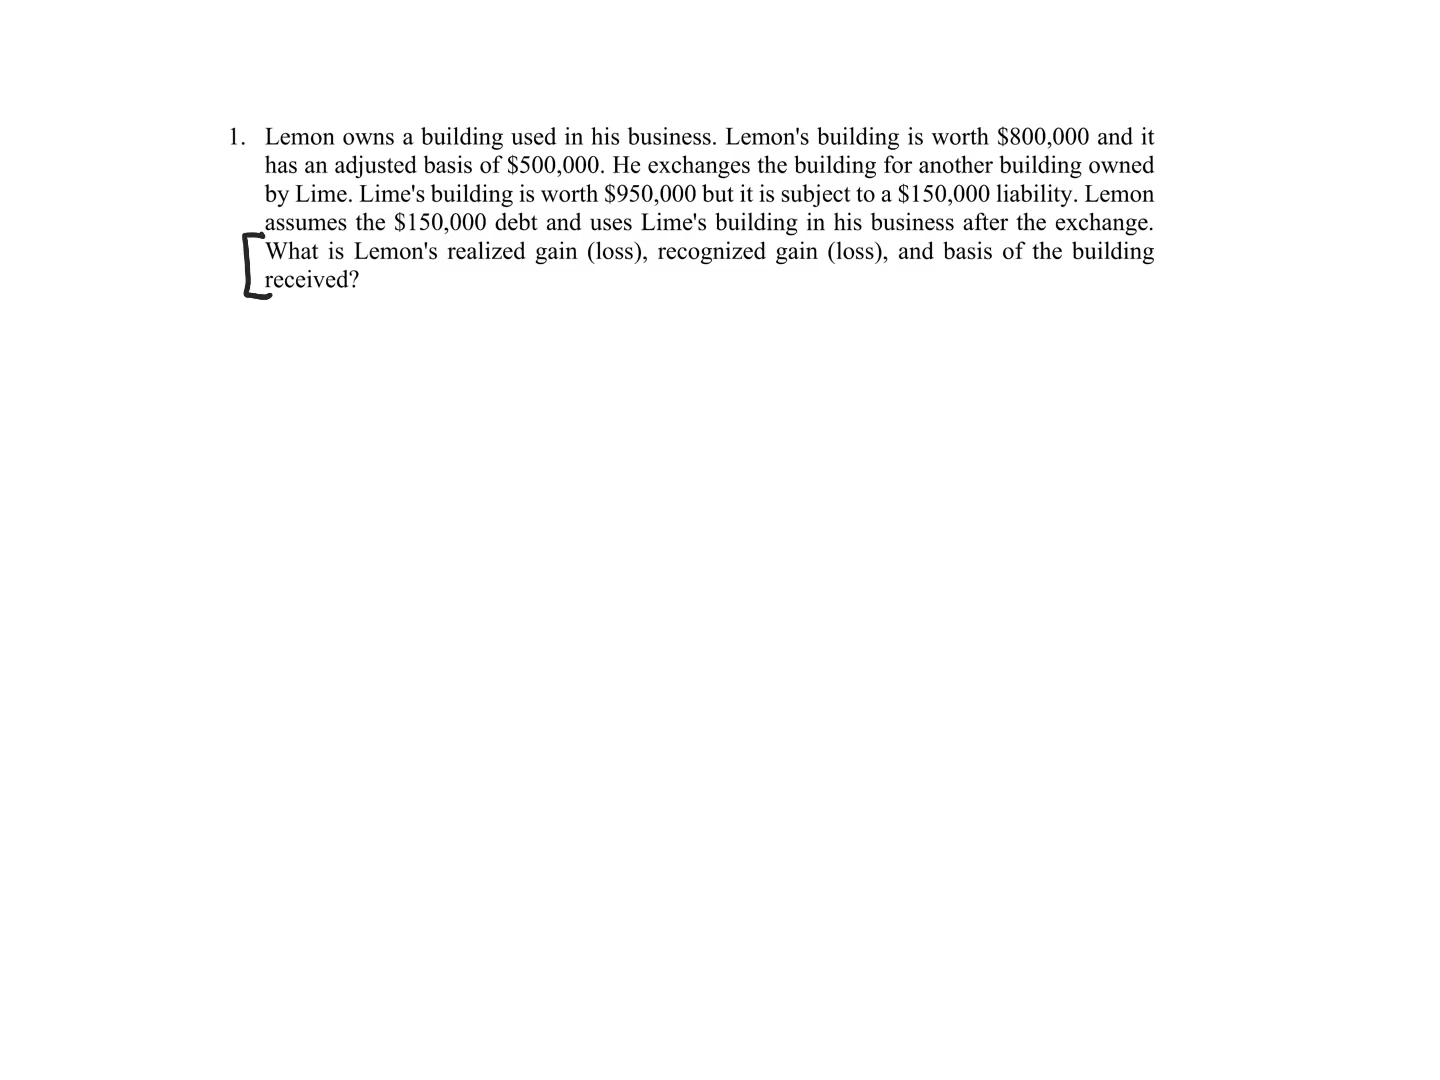 1. Lemon owns a building used in his business. Lemon's building is worth $800,000 and it
has an adjusted basis of $500,000. He exchanges the building for another building owned
by Lime. Lime's building is worth $950,000 but it is subject to a $150,000 liability. Lemon
assumes the $150,000 debt and uses Lime's building in his business after the exchange.
What is Lemon's realized gain (loss), recognized gain (loss), and basis of the building
received?